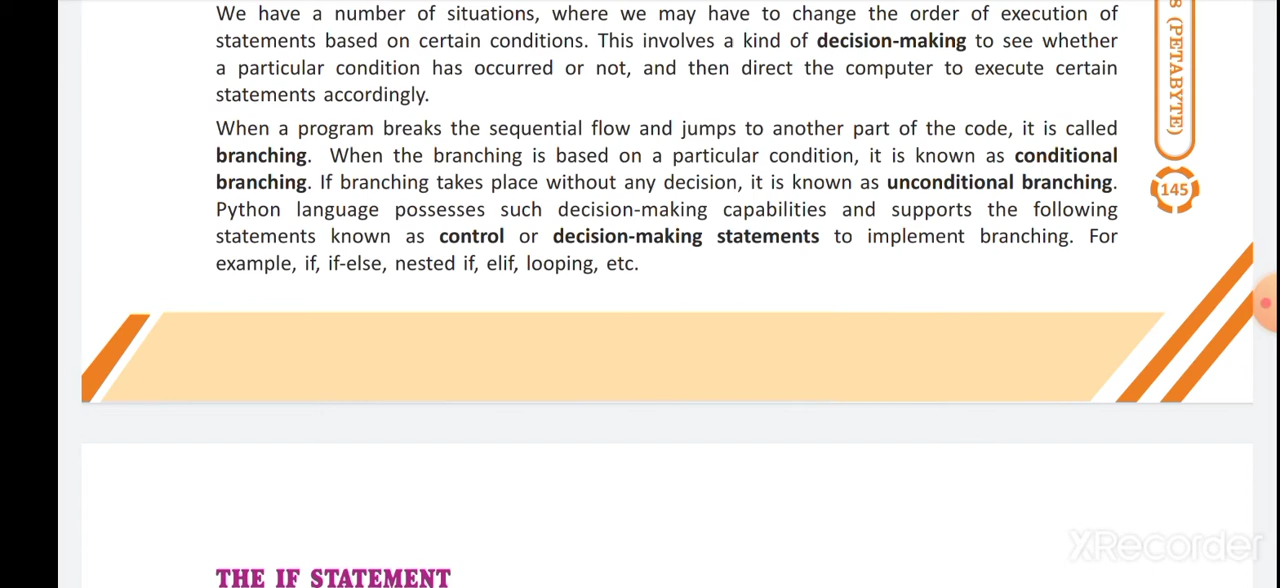 We have a number of situations, where we may have to change the order of execution of
statements based on certain conditions. This involves a kind of decision-making to see whether
a particular condition has occurred or not, and then direct the computer to execute certain
statements accordingly.
When a program breaks the sequential flow and jumps to another part of the code, it is called
branching. When the branching is based on a particular condition, it is known as conditional
branching. If branching takes place without any decision, it is known as unconditional branching.
Python language possesses such decision-making capabilities and supports the following
statements known as control or decision-making statements to implement branching. For
example, if, if-else, nested if, elif, looping, etc.
(PETABYTE)
145
THE IF STATEMENT
XRecorder